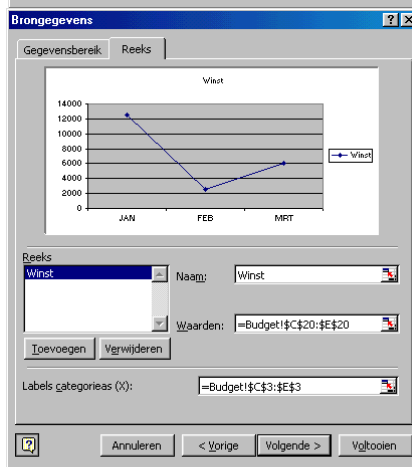 Brongegevens
Gegevensbereik Reeks
Winst
14000
12000
10000
8000
6000
4000
2000
0
JAN FEB MRT
Winst
Reeks
Winst
Naam: Winst
Waarden: =Budget!$C$20:$E$20
Toevoegen Verwijderen
Labels categorieas (X): =Budget!$C$3:$E$3
Annuleren < Vorige Volgende > Voltooien